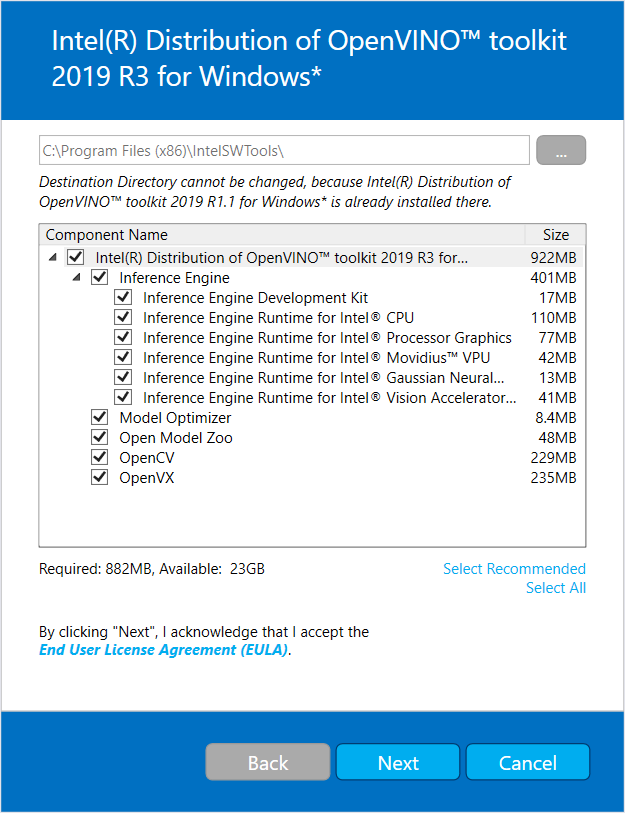 Intel(R) Distribution of OpenVINO™ toolkit
2019 R3 for Windows*
C:\Program Files (x86)\IntelSWTools\
...
Destination Directory cannot be changed, because Intel(R) Distribution of
OpenVINO™ toolkit 2019 R1.1 for Windows* is already installed there.
Component Name Size
Intel(R) Distribution of OpenVINO™ toolkit 2019 R3 for... 922MB
Inference Engine 401MB
Inference Engine Development Kit 17MB
Inference Engine Runtime for Intel® CPU 110MB
Inference Engine Runtime for Intel® Processor Graphics 77MB
Inference Engine Runtime for Intel® Movidius™ VPU 42MB
Inference Engine Runtime for Intel® Gaussian Neural... 13MB
Inference Engine Runtime for Intel® Vision Accelerator... 41MB
Model Optimizer 8.4MB
Open Model Zoo 48MB
OpenCV 229MB
OpenVX 235MB
Required: 882MB, Available: 23GB
Select Recommended
Select All
By clicking "Next", I acknowledge that I accept the
End User License Agreement (EULA).
Back Next Cancel